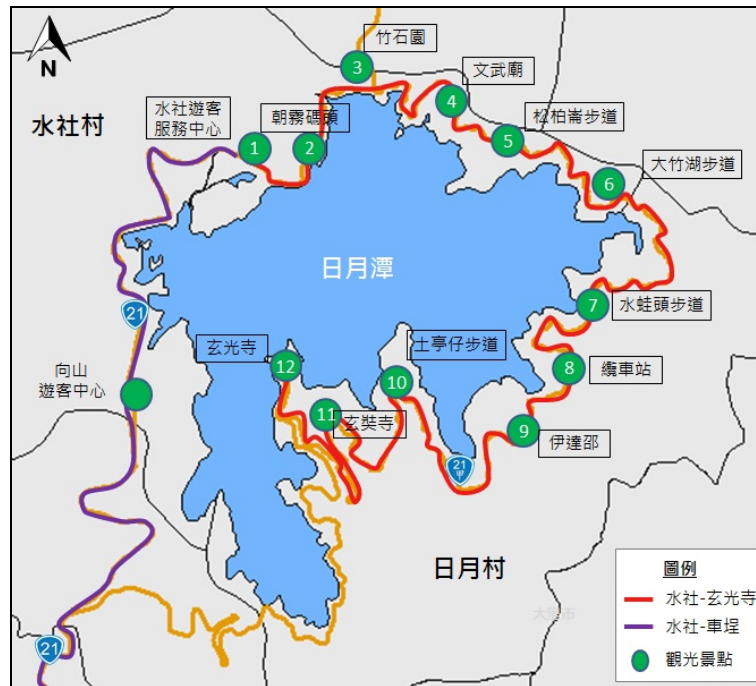 竹石園
3
文武廟
4
松柏崙步道
5
水社遊客
服務中心
朝霧碼頭
1
2
N
水社村
6
大竹湖步道
日月潭
21
7
水蛙頭步道
玄光寺
12
土亭仔步道
向山
遊客中心
10
8
纜車站
11
玄奘寺
9
伊達邵
21
甲
日月村
圖例
水社-玄光寺
水社-車埕
觀光景點
21